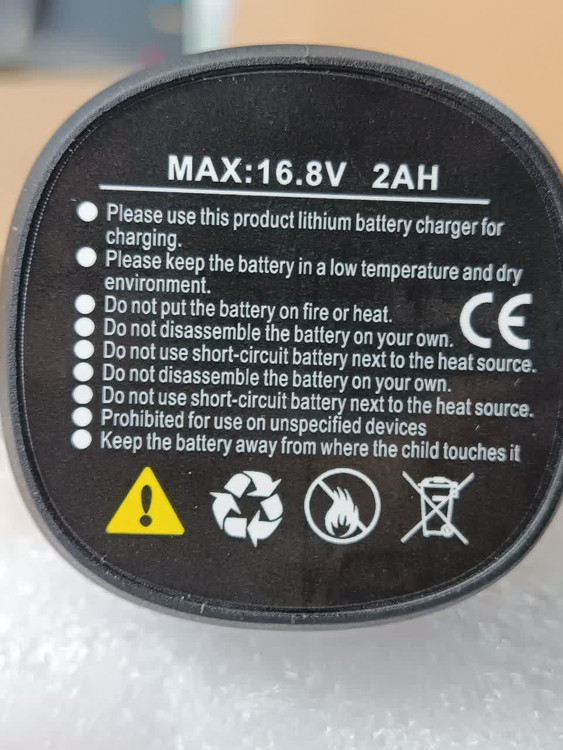 MAX:16.8V 2AH
Please use this product lithium battery charger for
charging.
Please keep the battery in a low temperature and dry
environment.
Do not put the battery on fire or heat.
Do not disassemble the battery on your own.
CE
Do not use short-circuit battery next to the heat source.
Do not disassemble the battery on your own.
Do not use short-circuit battery next to the heat source.
Prohibited for use on unspecified devices
Keep the battery away from where the child touches it